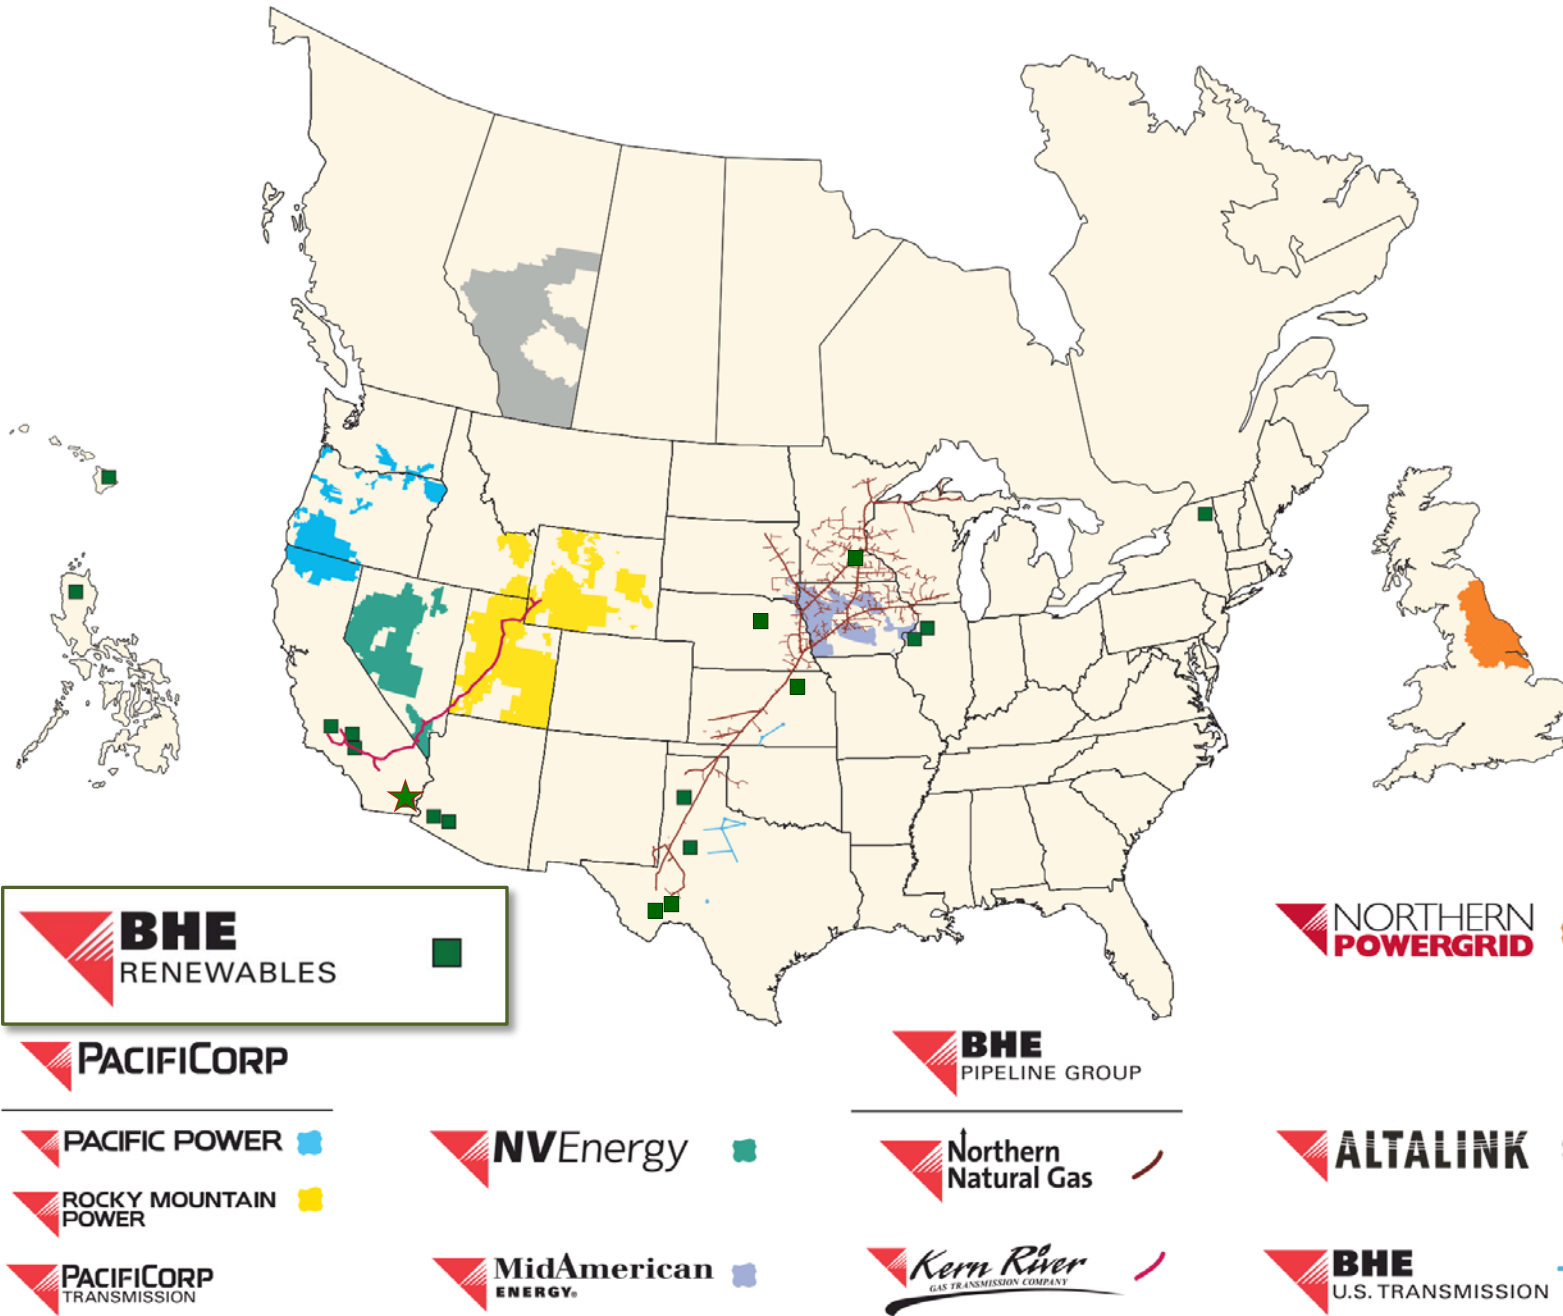 BHE
RENEWABLES
PACIFICORP
PACIFIC POWER
ROCKY MOUNTAIN
POWER
PACIFICORP
TRANSMISSION
NVEnergy
MidAmerican
ENERGY®
BHE
PIPELINE GROUP
Northern
Natural Gas
Kern River
GAS TRANSMISSION COMPANY
NORTHERN
POWERGRID
ALTALINK
BHE
U.S. TRANSMISSION